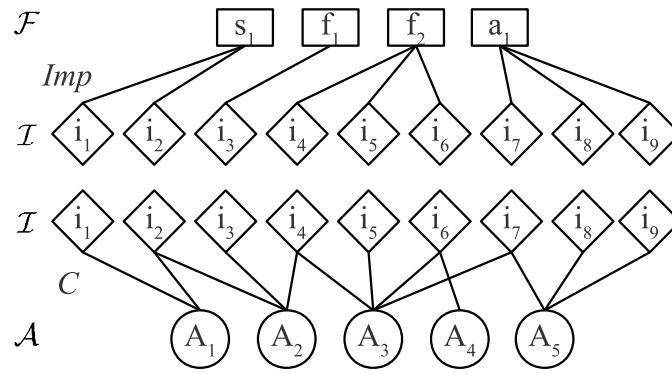 ℱ s₁ f₁ f₂ a₁
Imp
ℐ i₁ i₂ i₃ i₄ i₅ i₆ i₇ i₈ i₉
ℐ i₁ i₂ i₃ i₄ i₅ i₆ i₇ i₈ i₉
C
𝒜 A₁ A₂ A₃ A₄ A₅